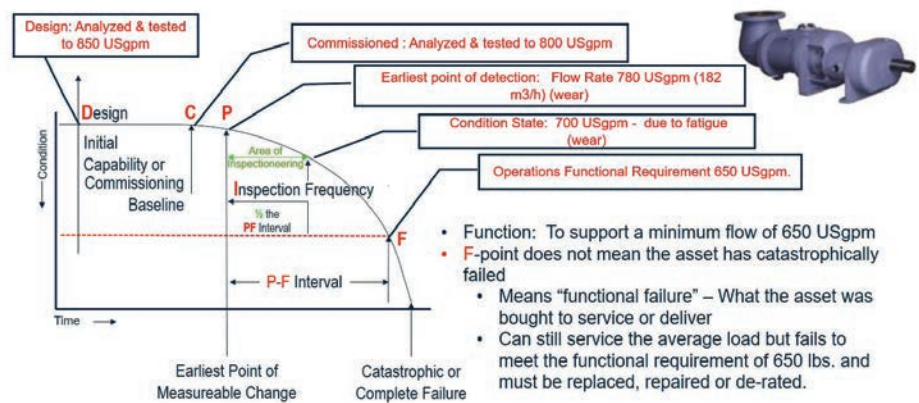 Design: Analyzed & tested
to 850 USgpm
Commissioned : Analyzed & tested to 800 USgpm
Earliest point of detection: Flow Rate 780 USgpm (182
m3/h) (wear)
Condition State: 700 USgpm - due to fatigue
(wear)
Operations Functional Requirement 650 USgpm.
Condition
Design
C
P
Initial
Capability or
Commissioning
Baseline
Area of
Inspectioneering
Inspection Frequency
½ the
PF Interval
F
P-F Interval
Time
Earliest Point of
Measureable Change
Catastrophic or
Complete Failure
• Function: To support a minimum flow of 650 USgpm
• F-point does not mean the asset has catastrophically
failed
• Means “functional failure” – What the asset was
bought to service or deliver
• Can still service the average load but fails to
meet the functional requirement of 650 lbs. and
must be replaced, repaired or de-rated.